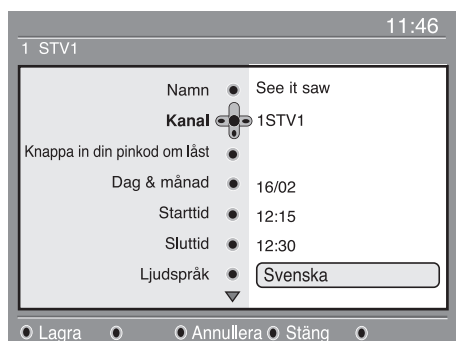 11:46
1 STV1
Namn See it saw
Kanal 1STV1
Knappa in din pinkod om låst
Dag & månad 16/02
Starttid 12:15
Sluttid 12:30
Ljudspråk Svenska
Lagra Annullera Stäng